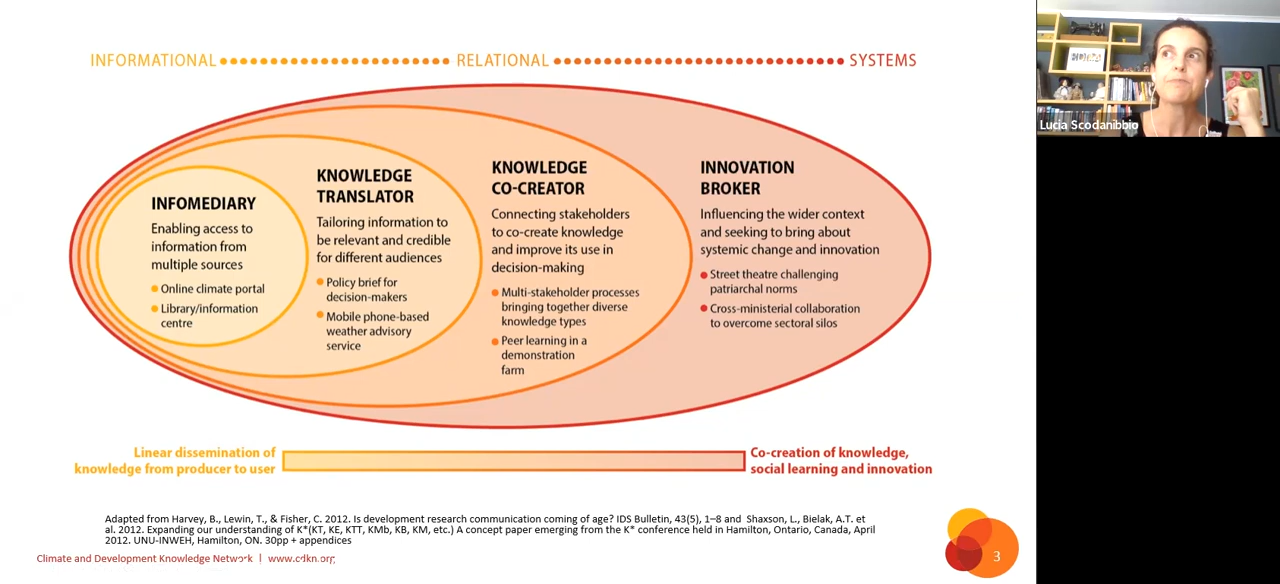 INFORMATIONAL
RELATIONAL
SYSTEMS
INFOMEDIARY
Enabling access to
information from
multiple sources
Online climate portal
Library/information
centre
KNOWLEDGE
TRANSLATOR
Tailoring information to
be relevant and credible
for different audiences
Policy brief for
decision-makers
Mobile phone-based
weather advisory
service
KNOWLEDGE
CO-CREATOR
Connecting stakeholders
to co-create knowledge
and improve its use in
decision-making
Multi-stakeholder processes
bringing together diverse
knowledge types
Peer learning in a
demonstration
farm
INNOVATION
BROKER
Influencing the wider context
and seeking to bring about
systemic change and innovation
Street theatre challenging
patriarchal norms
Cross-ministerial collaboration
to overcome sectoral silos
Linear dissemination of
knowledge from producer to user
Co-creation of knowledge,
social learning and innovation
Adapted from Harvey, B., Lewin, T., & Fisher, C. 2012. Is development research communication coming of age? IDS Bulletin, 43(5), 1–8 and Shaxson, L., Bielak, A.T. et
al. 2012. Expanding our understanding of K*(KT, KE, KTT, KMb, KB, KM, etc.) A concept paper emerging from the K* conference held in Hamilton, Ontario, Canada, April
2012. UNU-INWEH, Hamilton, ON. 30pp + appendices
Climate and Development Knowledge Network | www.cdkn.org
3
Lucia Scodanibbio